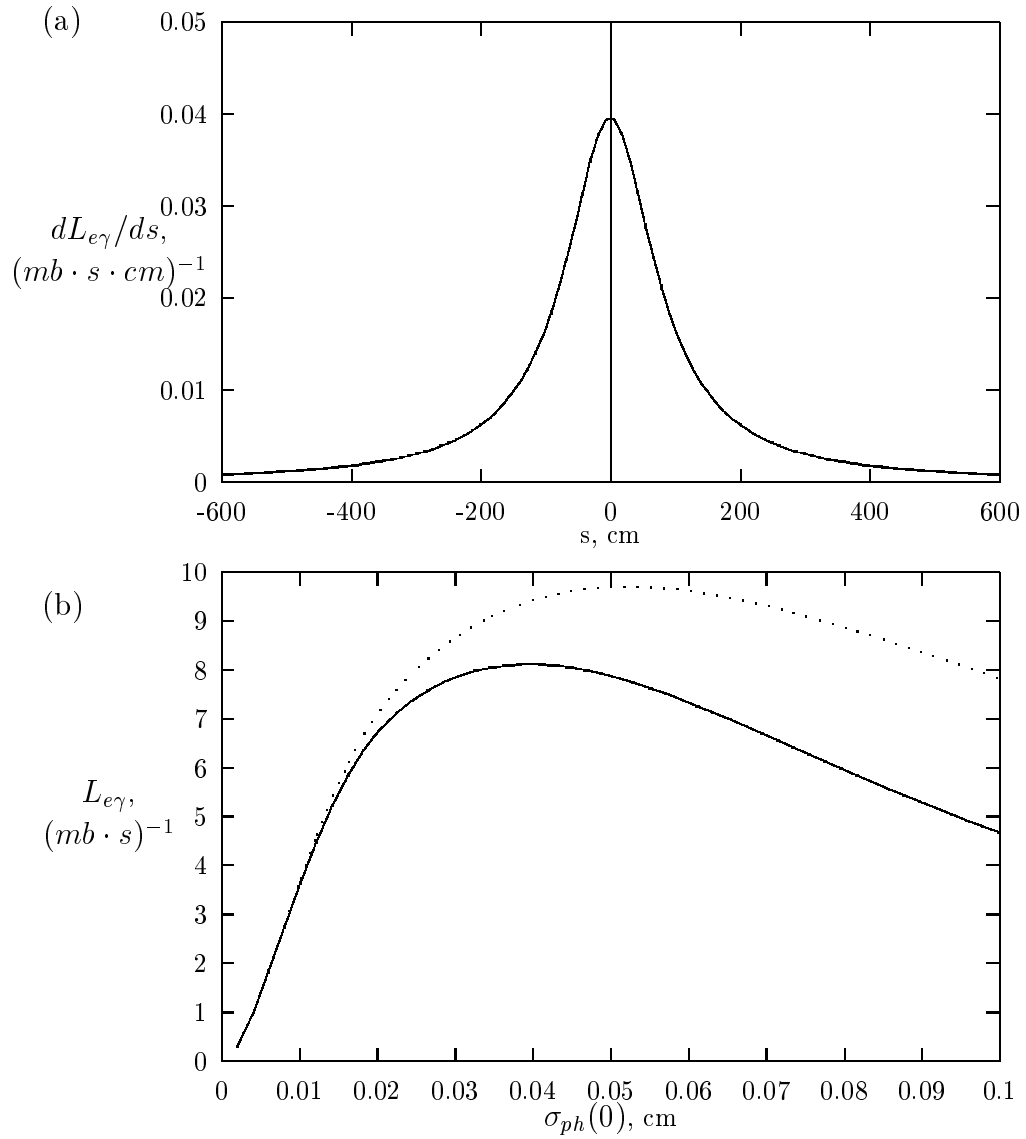 (a)
0.05
0.04
0.03
dL_{eγ}/ds,
(mb · s · cm)^{-1}
0.02
0.01
0
-600 -400 -200 0 200 400 600
s, cm
(b)
10
9
8
7
6
L_{eγ},
(mb · s)^{-1}
5
4
3
2
1
0
0 0.01 0.02 0.03 0.04 0.05 0.06 0.07 0.08 0.09 0.1
σ_{ph}(0), cm